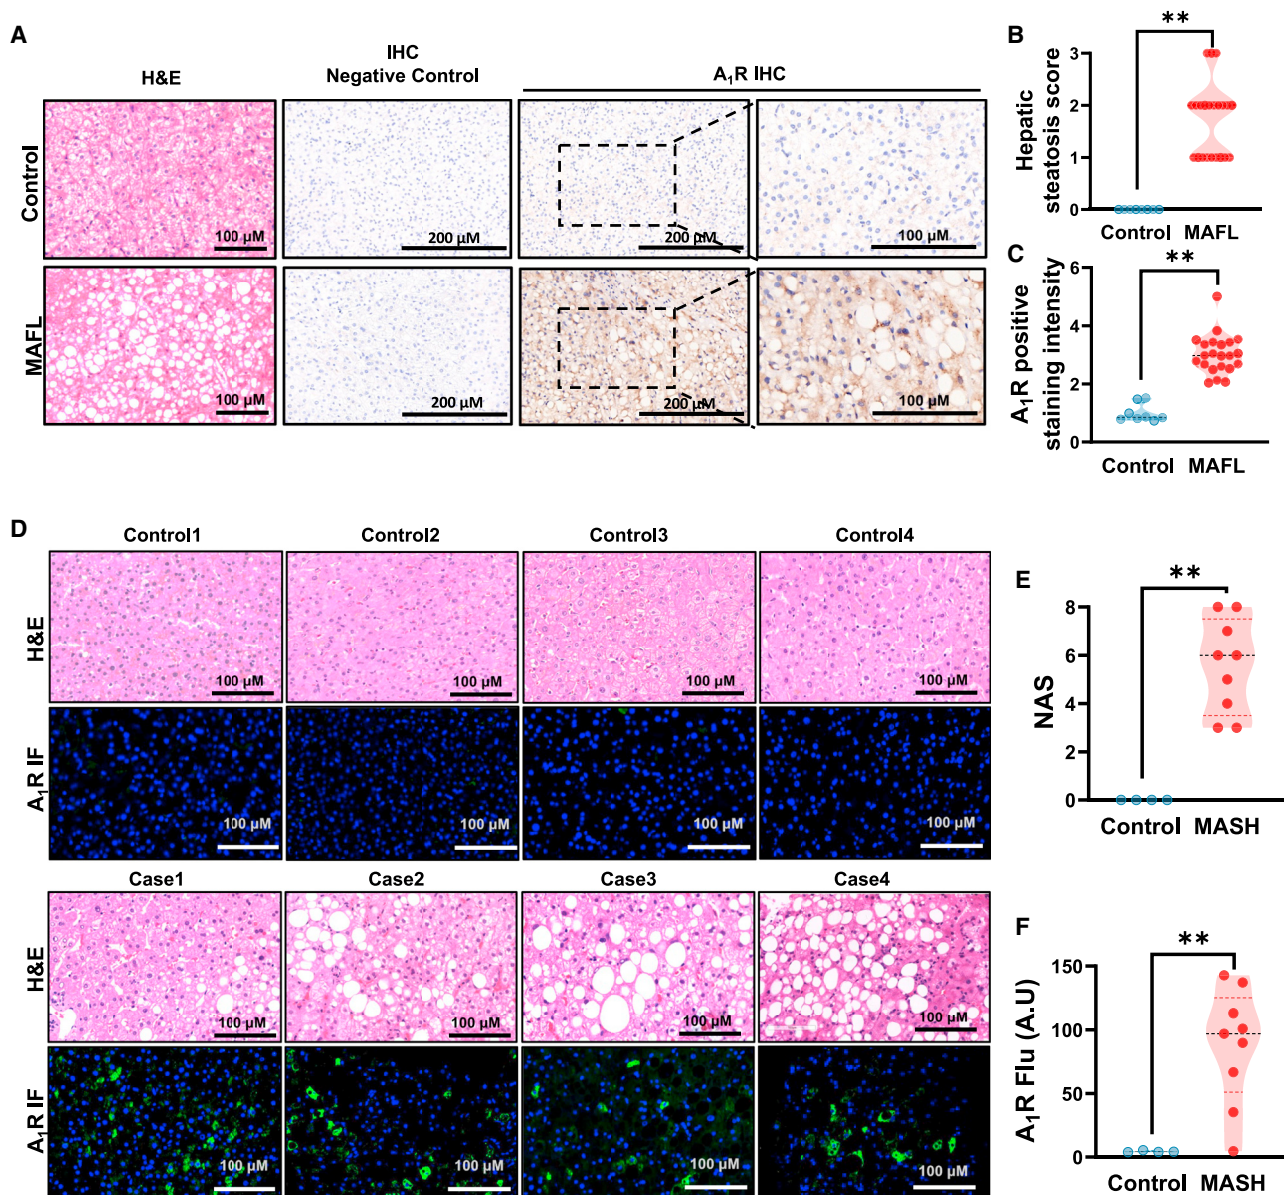 A
H&E
IHC
Negative Control
A₁R IHC
Control
100 µM
200 µM
200 µM
100 µM
MAFL
100 µM
200 µM
200 µM
100 µM
B
**
Hepatic
steatosis score
3
2
1
0
Control MAFL
C
**
A₁R positive
staining intensity
6
4
2
0
Control MAFL
D
Control1 Control2 Control3 Control4
H&E
100 µM 100 µM 100 µM 100 µM
A₁R IF
100 µM 100 µM 100 µM 100 µM
Case1 Case2 Case3 Case4
H&E
100 µM 100 µM 100 µM 100 µM
A₁R IF
100 µM 100 µM 100 µM 100 µM
E
**
NAS
8
6
4
2
0
Control MASH
F
**
A₁R Flu (A.U)
150
100
50
0
Control MASH